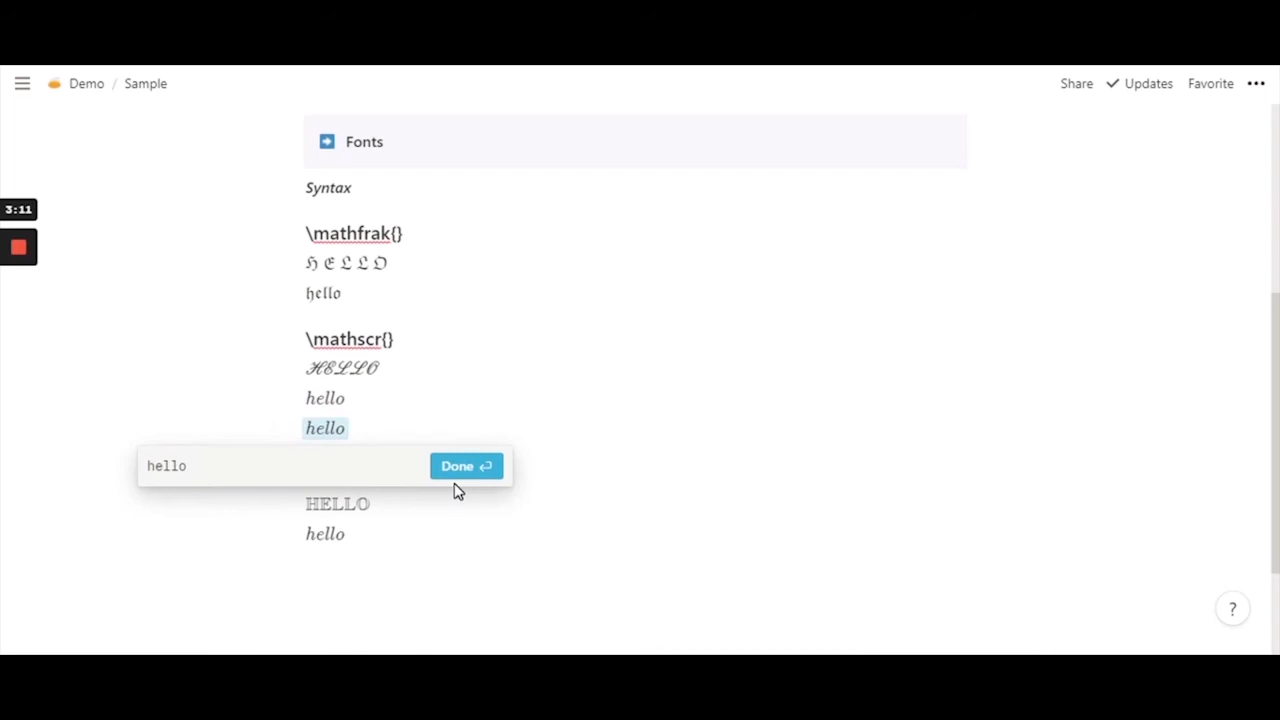 Demo / Sample
Share ✓ Updates Favorite •••
Fonts
Syntax
3:11
\mathfrak{}
ℌ 𝔈 𝔏 𝔏 𝔒
𝔥𝔢𝔩𝔩𝔬
\mathscr{}
ℋℰℒℒ𝒪
hello
hello
hello
Done
ℍ𝔼𝕃𝕃𝕆
hello
?